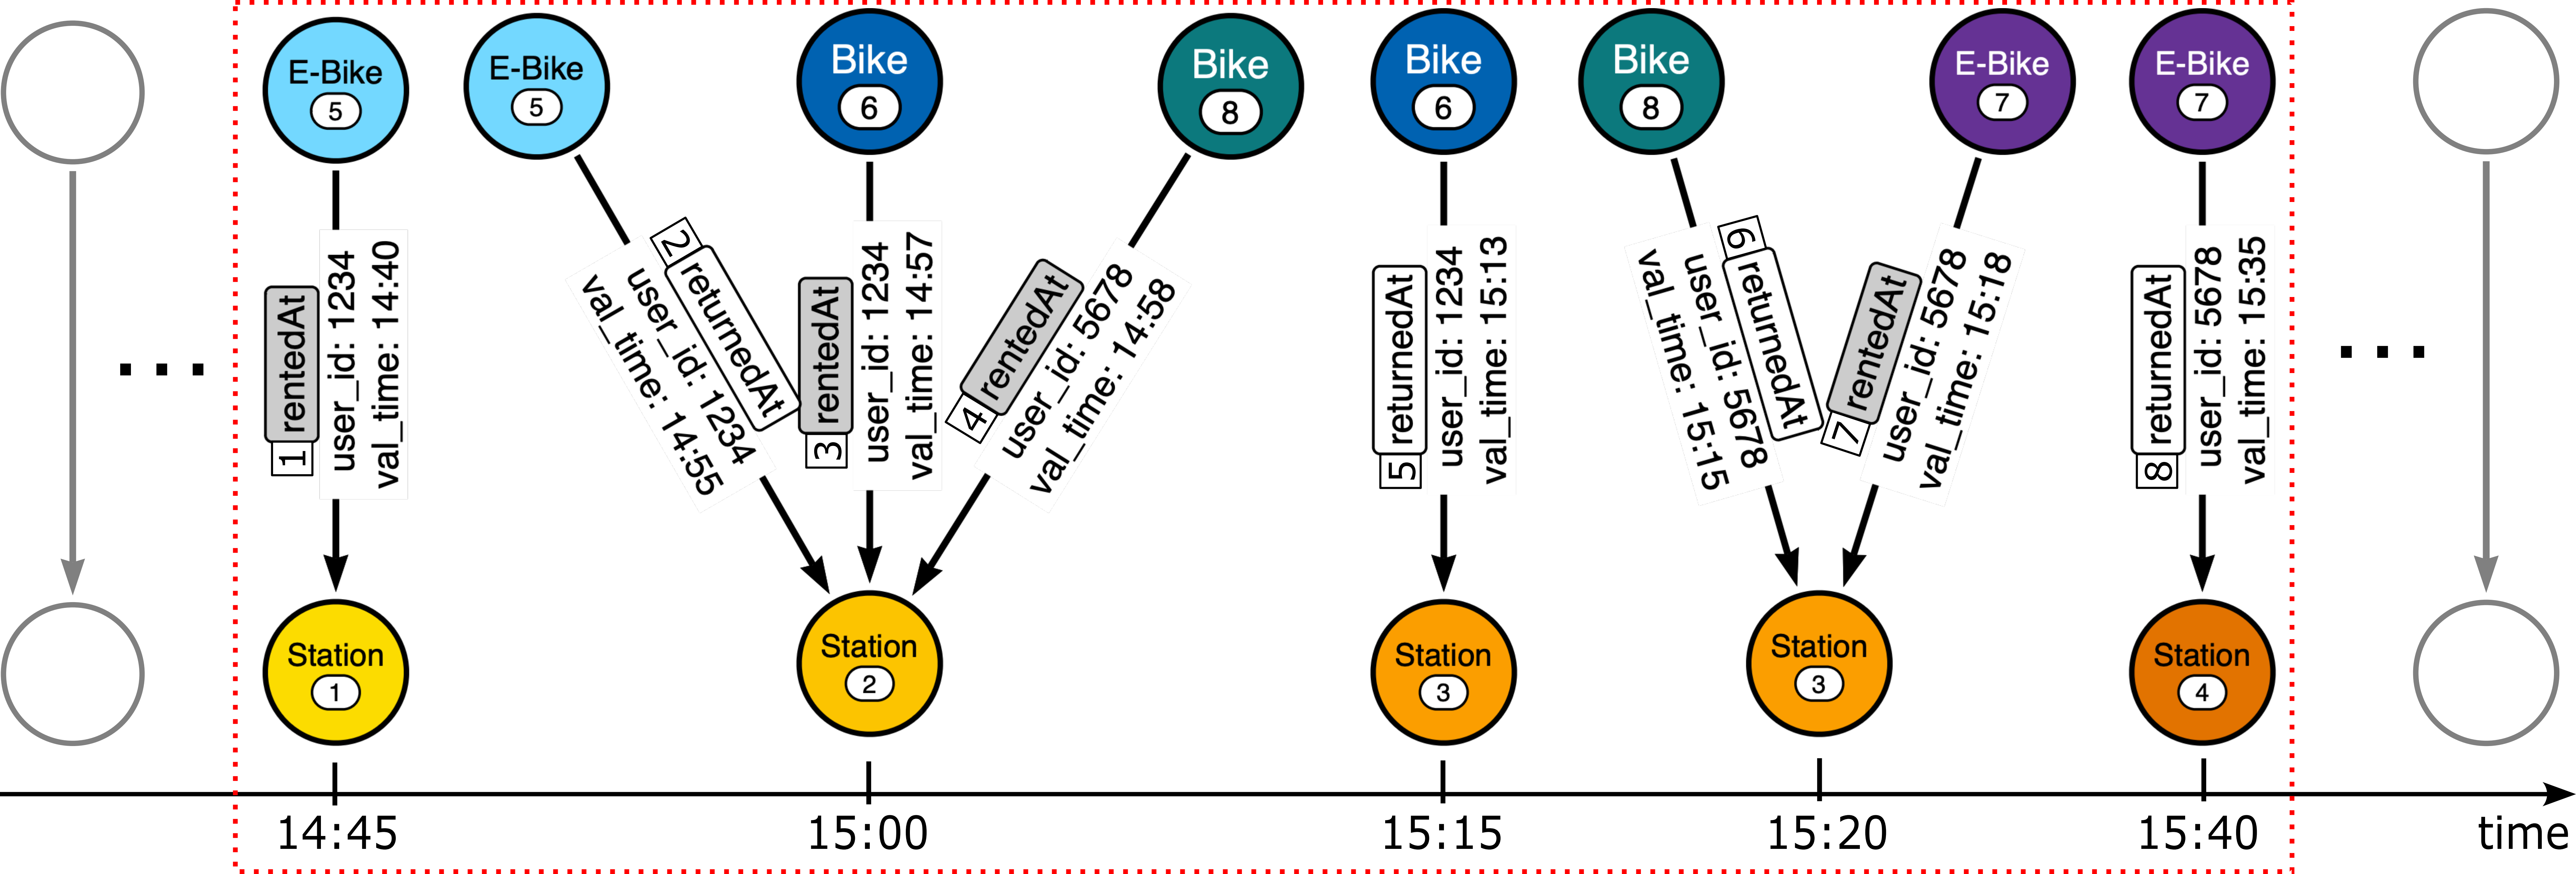 E-Bike
5
E-Bike
5
Bike
6
Bike
8
Bike
6
Bike
8
E-Bike
7
E-Bike
7
1 rentedAt
user_id: 1234
val_time: 14:40
2 returnedAt
user_id: 1234
val_time: 14:55
3 rentedAt
user_id: 1234
val_time: 14:57
4 rentedAt
user_id: 5678
val_time: 14:58
5 returnedAt
user_id: 1234
val_time: 15:13
6 returnedAt
user_id: 5678
val_time: 15:15
7 rentedAt
user_id: 5678
val_time: 15:18
8 returnedAt
user_id: 5678
val_time: 15:35
...
...
Station
1
Station
2
Station
3
Station
3
Station
4
14:45
15:00
15:15
15:20
15:40
time